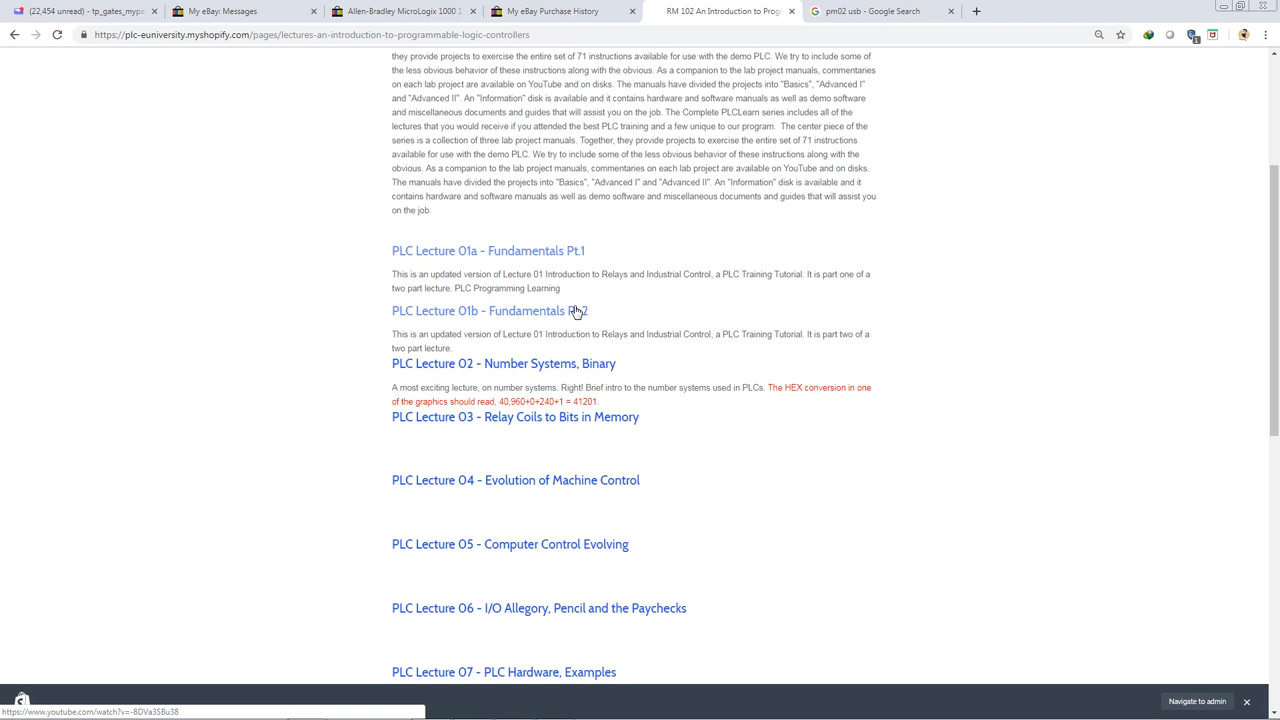 (22,454 unread) - tp_gates_mypa
My eBay: Messages
Allen-Bradley MicroLogix 1000 1
My eBay Purchase History
RM 102 An Introduction to Prog
pm02 usb - Google Search
https://plc-euniversity.myshopify.com/pages/lectures-an-introduction-to-programmable-logic-controllers
they provide projects to exercise the entire set of 71 instructions available for use with the demo PLC. We try to include some of
the less obvious behavior of these instructions along with the obvious. As a companion to the lab project manuals, commentaries
on each lab project are available on YouTube and on disks. The manuals have divided the projects into "Basics", "Advanced I"
and "Advanced II". An "Information" disk is available and it contains hardware and software manuals as well as demo software
and miscellaneous documents and guides that will assist you on the job. The Complete PLCLearn series includes all of the
lectures that you would receive if you attended the best PLC training and a few unique to our program. The center piece of the
series is a collection of three lab project manuals. Together, they provide projects to exercise the entire set of 71 instructions
available for use with the demo PLC. We try to include some of the less obvious behavior of these instructions along with the
obvious. As a companion to the lab project manuals, commentaries on each lab project are available on YouTube and on disks.
The manuals have divided the projects into "Basics", "Advanced I" and "Advanced II". An "Information" disk is available and it
contains hardware and software manuals as well as demo software and miscellaneous documents and guides that will assist you
on the job.
PLC Lecture 01a - Fundamentals Pt.1
This is an updated version of Lecture 01 Introduction to Relays and Industrial Control, a PLC Training Tutorial. It is part one of a
two part lecture. PLC Programming Learning
PLC Lecture 01b - Fundamentals Pt.2
This is an updated version of Lecture 01 Introduction to Relays and Industrial Control, a PLC Training Tutorial. It is part two of a
two part lecture.
PLC Lecture 02 - Number Systems, Binary
A most exciting lecture, on number systems. Right! Brief intro to the number systems used in PLCs. The HEX conversion in one
of the graphics should read, 40,960+0+240+1 = 41201.
PLC Lecture 03 - Relay Coils to Bits in Memory
PLC Lecture 04 - Evolution of Machine Control
PLC Lecture 05 - Computer Control Evolving
PLC Lecture 06 - I/O Allegory, Pencil and the Paychecks
PLC Lecture 07 - PLC Hardware, Examples
Navigate to admin
https://www.youtube.com/watch?v=-8DVa3SBu38